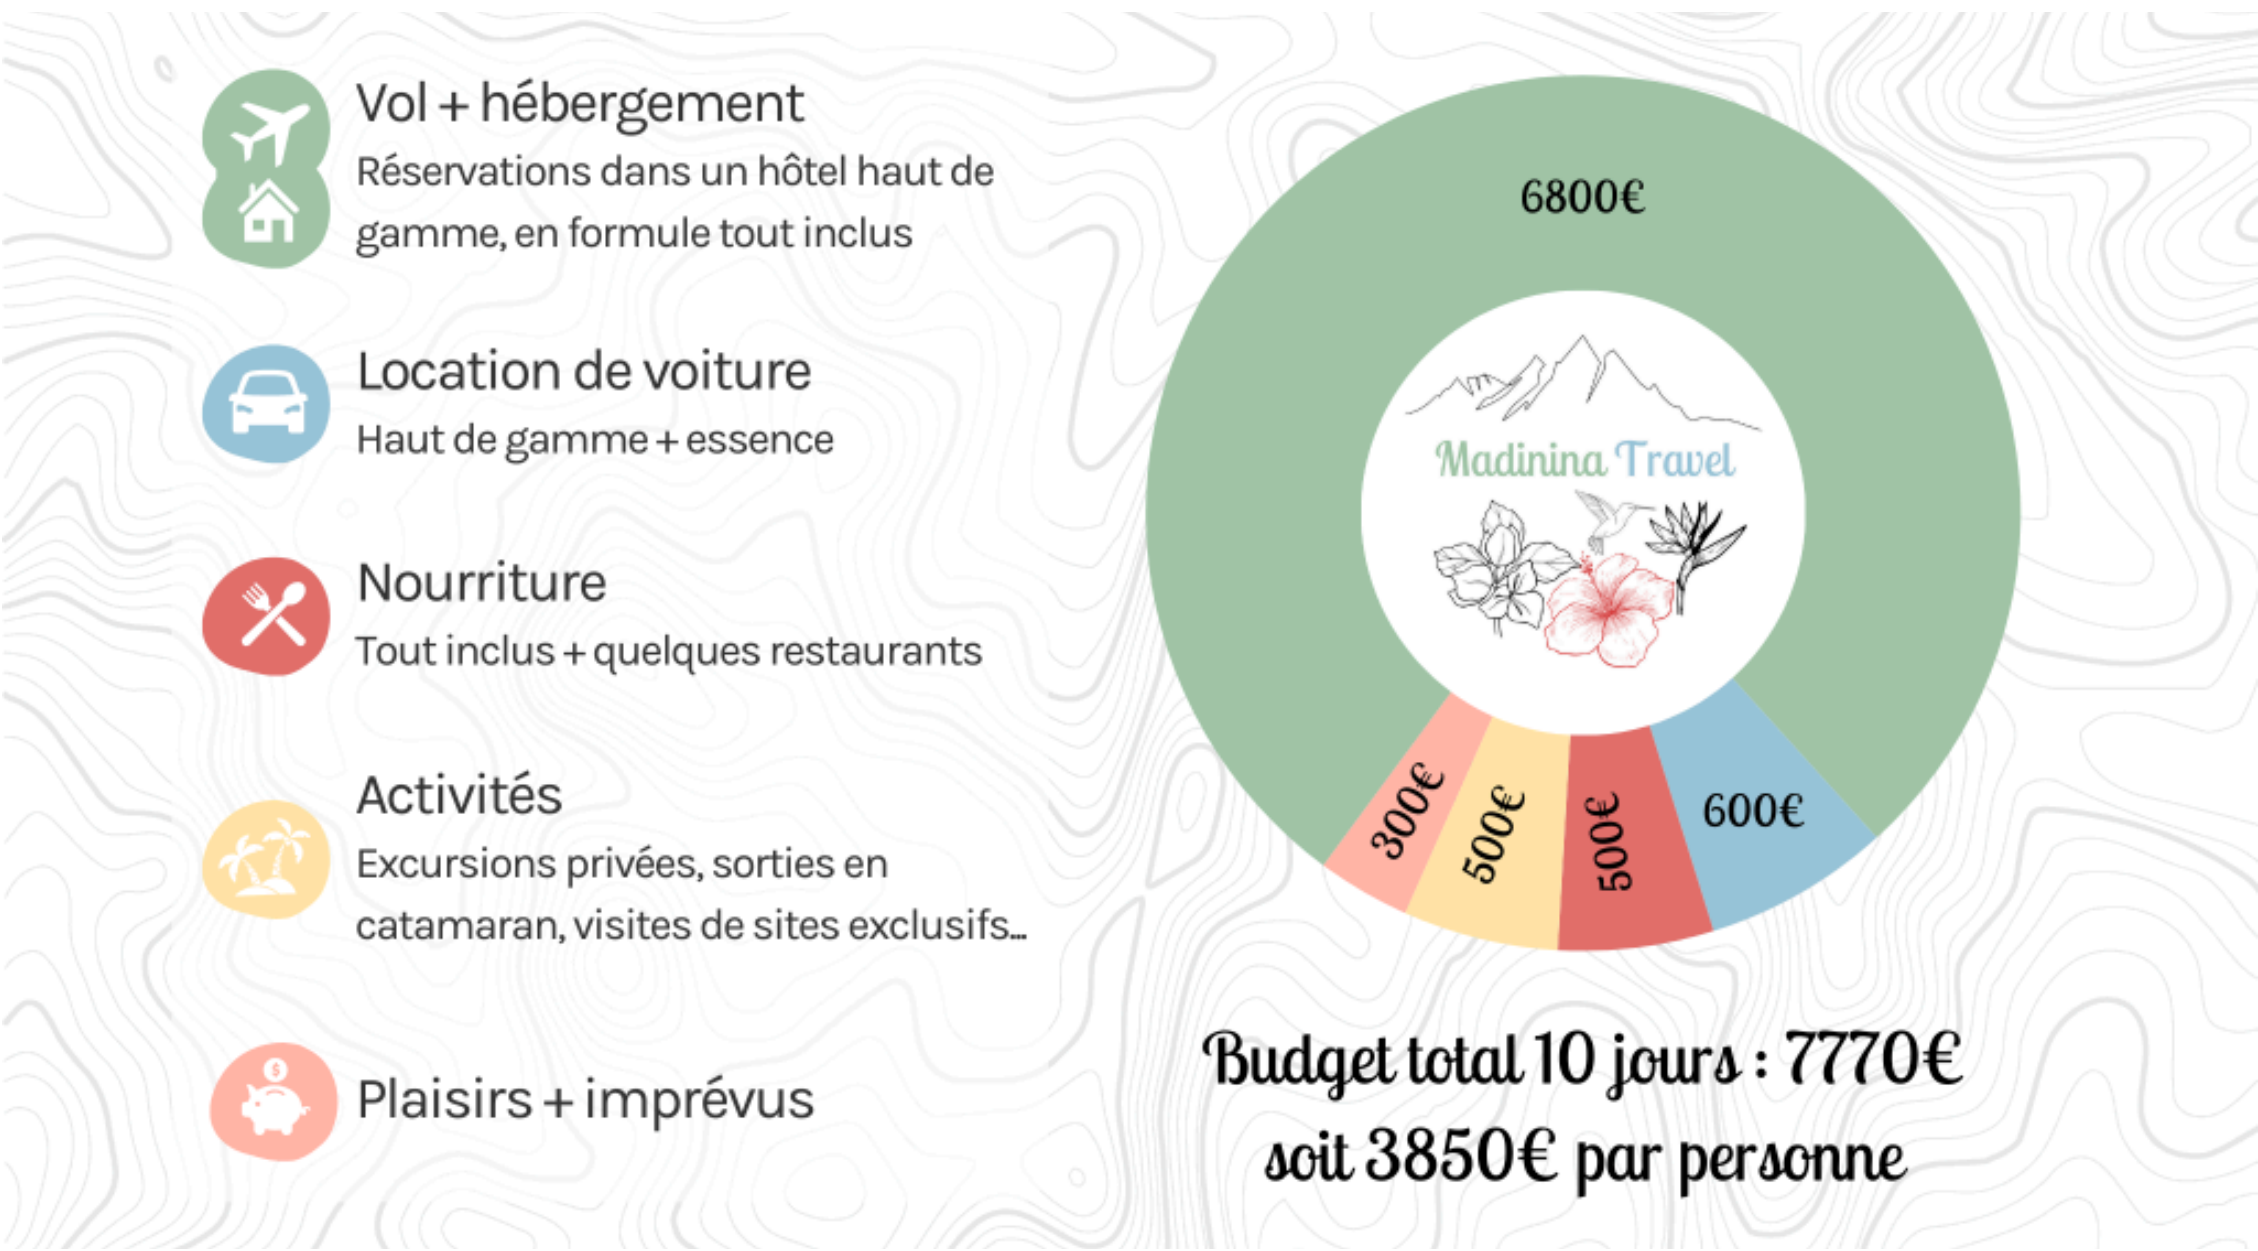 Vol + hébergement
Réservations dans un hôtel haut de
gamme, en formule tout inclus
Location de voiture
Haut de gamme + essence
Nourriture
Tout inclus + quelques restaurants
Activités
Excursions privées, sorties en
catamaran, visites de sites exclusifs...
Plaisirs + imprévus
6800€
Madinina Travel
300€
500€
500€
600€
Budget total 10 jours : 7770€
soit 3850€ par personne